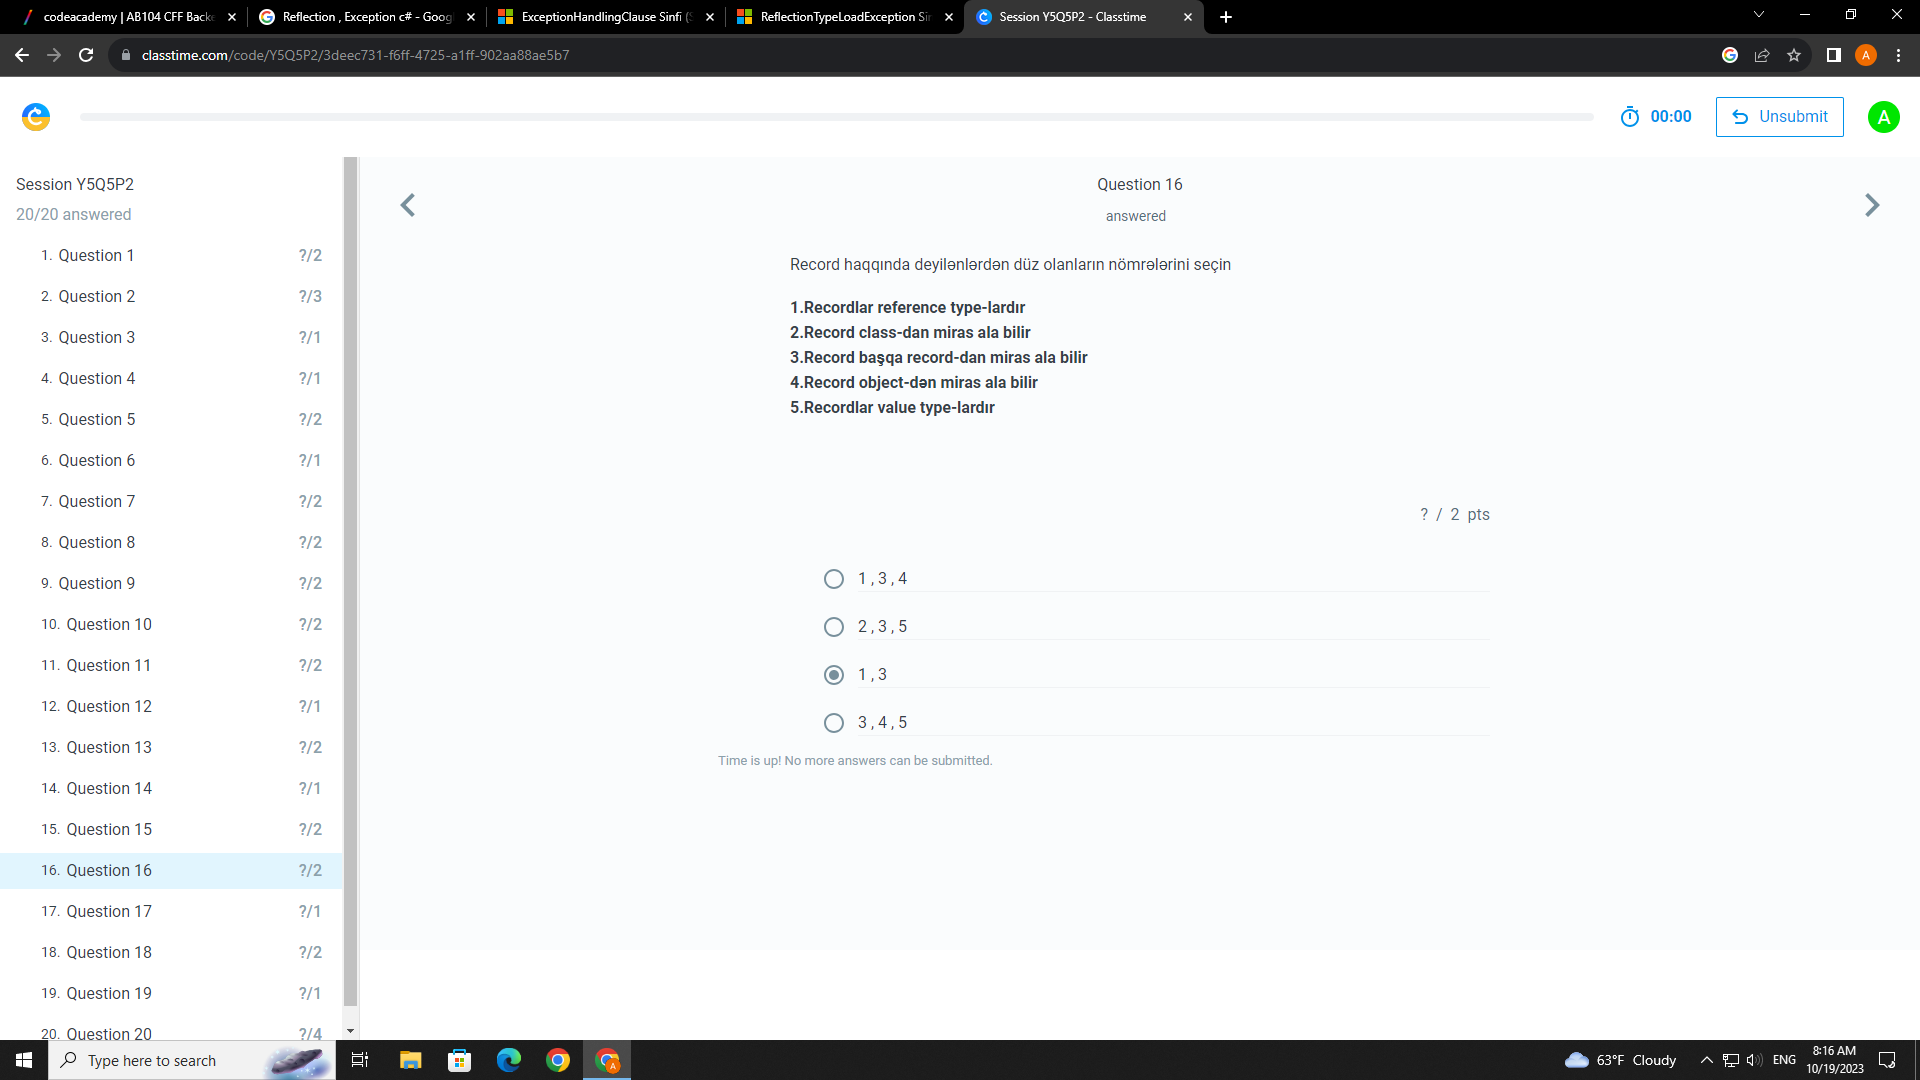 codeacademy | AB104 CFF Backe
Reflection , Exception c# - Goog
ExceptionHandlingClause Sinfi (S
ReflectionTypeLoadException Sin
Session Y5Q5P2 - Classtime
classtime.com/code/Y5Q5P2/3deec731-f6ff-4725-a1ff-902aa88ae5b7
A
00:00
Unsubmit
A
Session Y5Q5P2
20/20 answered
1. Question 1 ?/2
2. Question 2 ?/3
3. Question 3 ?/1
4. Question 4 ?/1
5. Question 5 ?/2
6. Question 6 ?/1
7. Question 7 ?/2
8. Question 8 ?/2
9. Question 9 ?/2
10. Question 10 ?/2
11. Question 11 ?/2
12. Question 12 ?/1
13. Question 13 ?/2
14. Question 14 ?/1
15. Question 15 ?/2
16. Question 16 ?/2
17. Question 17 ?/1
18. Question 18 ?/2
19. Question 19 ?/1
20. Question 20 ?/4
Question 16
answered
Record haqqında deyilənlərdən düz olanların nömrələrini seçin
1.Recordlar reference type-lardır
2.Record class-dan miras ala bilir
3.Record başqa record-dan miras ala bilir
4.Record object-dən miras ala bilir
5.Recordlar value type-lardır
? / 2 pts
1 , 3 , 4
2 , 3 , 5
1 , 3
3 , 4 , 5
Time is up! No more answers can be submitted.
Type here to search
A
63°F Cloudy
ENG
8:16 AM
10/19/2023